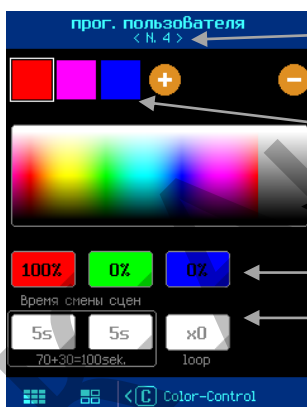 прог. пользователя
< N. 4 >
+ −
100% 0% 0%
Время смены сцен
5s 5s x0
70+30=100sek. loop
<[C] Color-Control